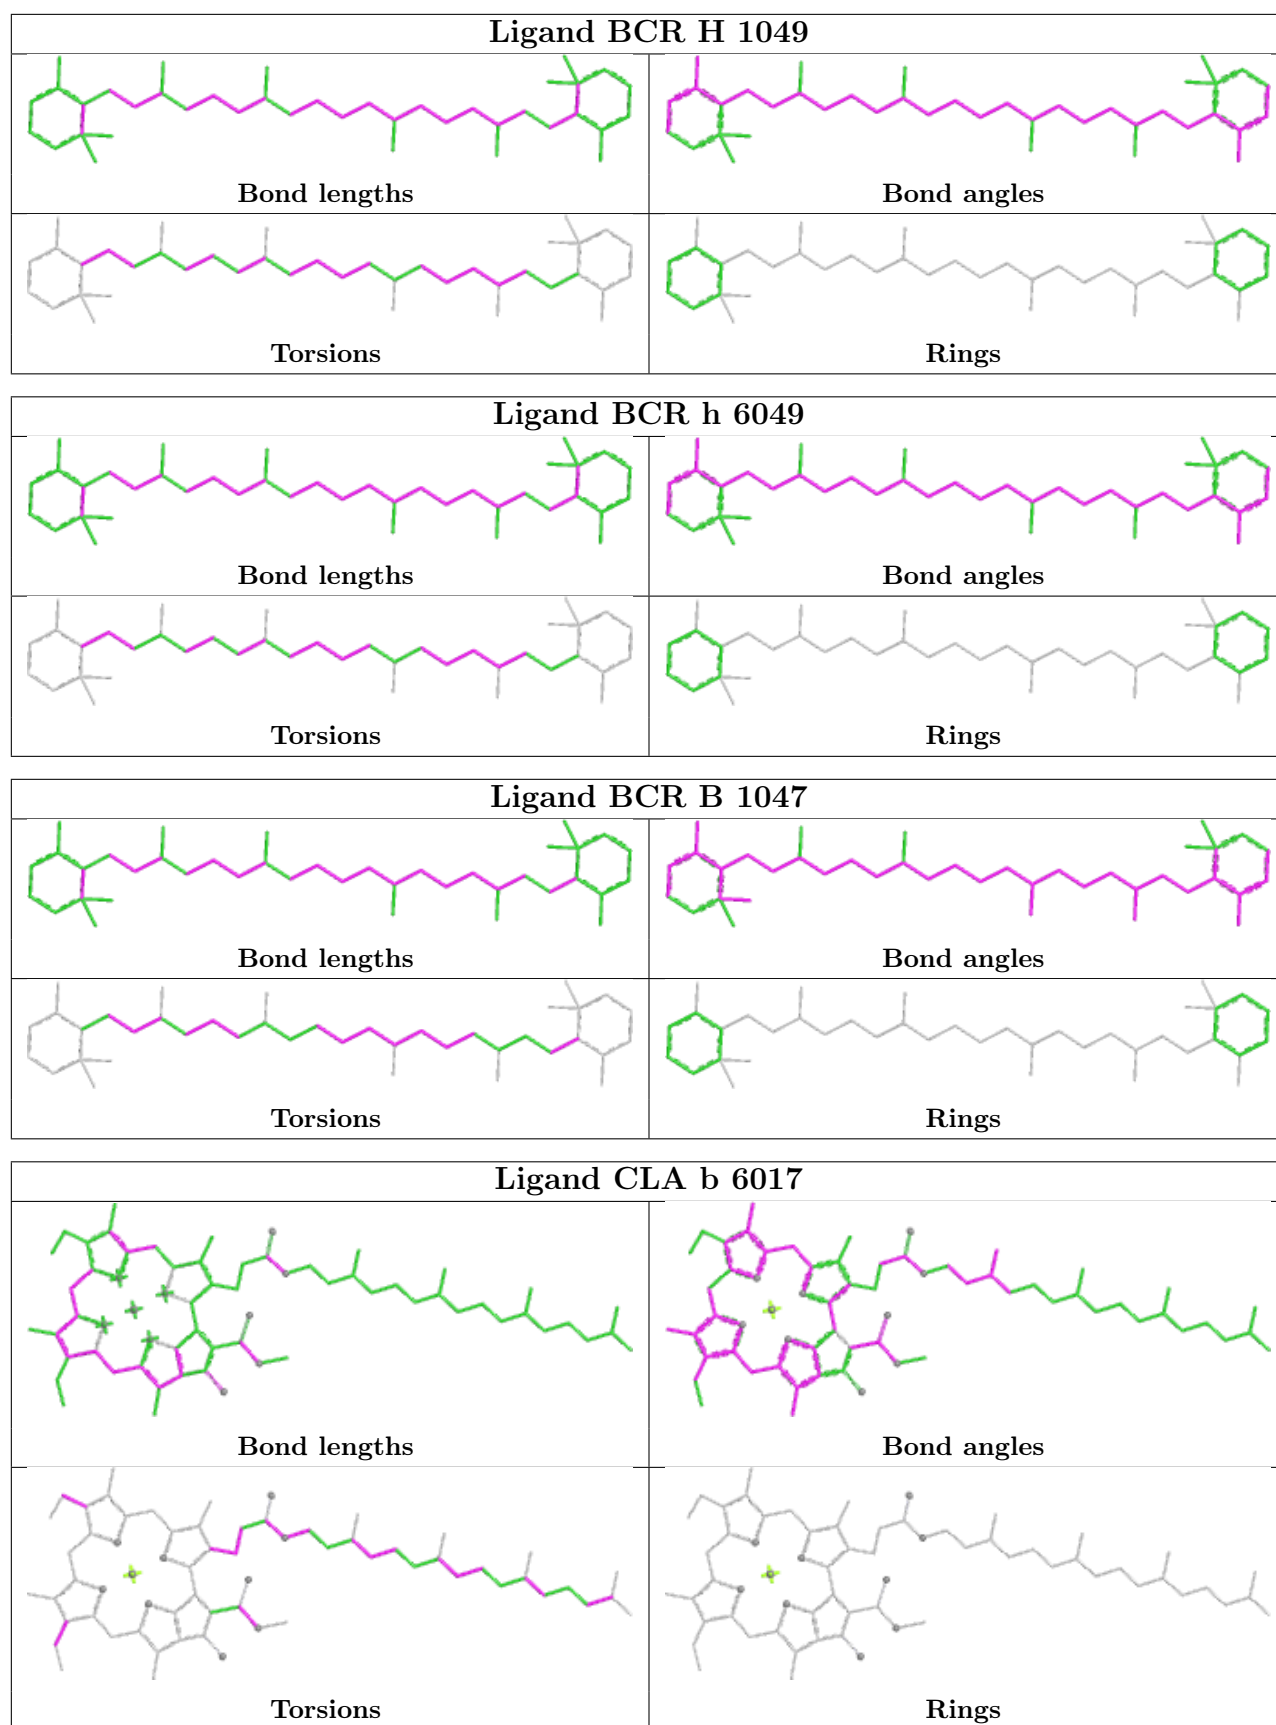 Ligand BCR H 1049
Bond lengths
Bond angles
Torsions
Rings
Ligand BCR h 6049
Bond lengths
Bond angles
Torsions
Rings
Ligand BCR B 1047
Bond lengths
Bond angles
Torsions
Rings
Ligand CLA b 6017
Bond lengths
Bond angles
Torsions
Rings